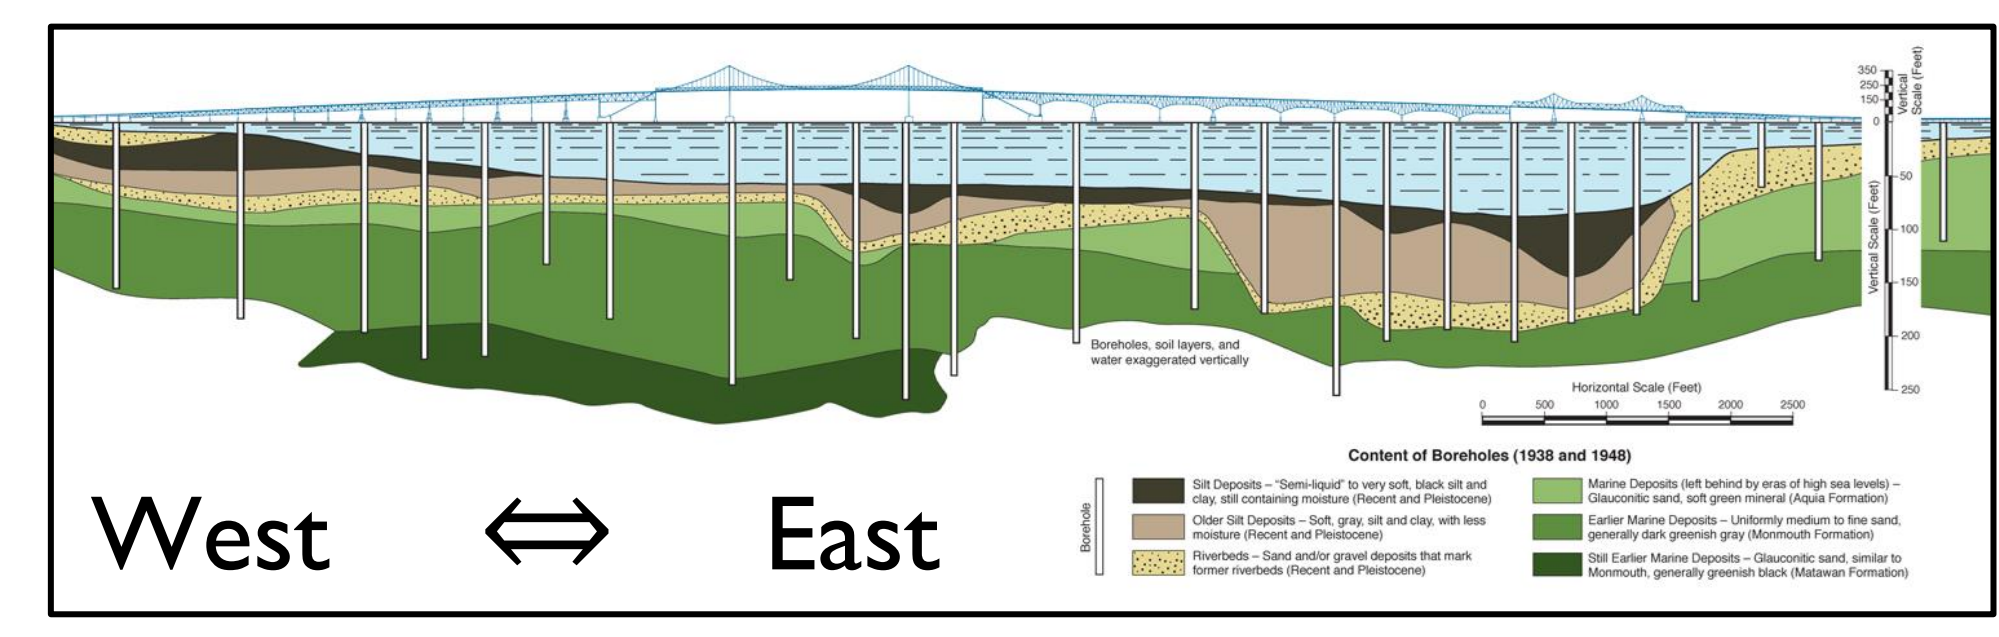 350
250
150
0
Vertical
Scale (Feet)
50
100
150
200
250
Vertical Scale (Feet)
Boreholes, soil layers, and
water exaggerated vertically
Horizontal Scale (Feet)
0 500 1000 1500 2000 2500
Content of Boreholes (1938 and 1948)
Borehole
Silt Deposits – “Semi-liquid” to very soft, black silt and
clay, still containing moisture (Recent and Pleistocene)
Older Silt Deposits – Soft, gray, silt and clay, with less
moisture (Recent and Pleistocene)
Riverbeds – Sand and/or gravel deposits that mark
former riverbeds (Recent and Pleistocene)
Marine Deposits (left behind by eras of high sea levels) –
Glauconitic sand, soft green mineral (Aquia Formation)
Earlier Marine Deposits – Uniformly medium to fine sand,
generally dark greenish gray (Monmouth Formation)
Still Earlier Marine Deposits – Glauconitic sand, similar to
Monmouth, generally greenish black (Matawan Formation)
West ⇔ East